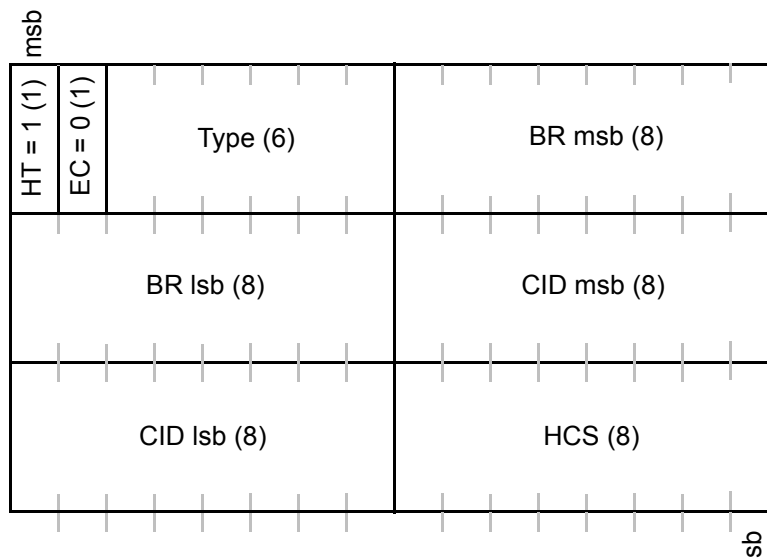 msb
HT = 1 (1)
EC = 0 (1)
Type (6)
BR msb (8)
BR lsb (8)
CID msb (8)
CID lsb (8)
HCS (8)
sb